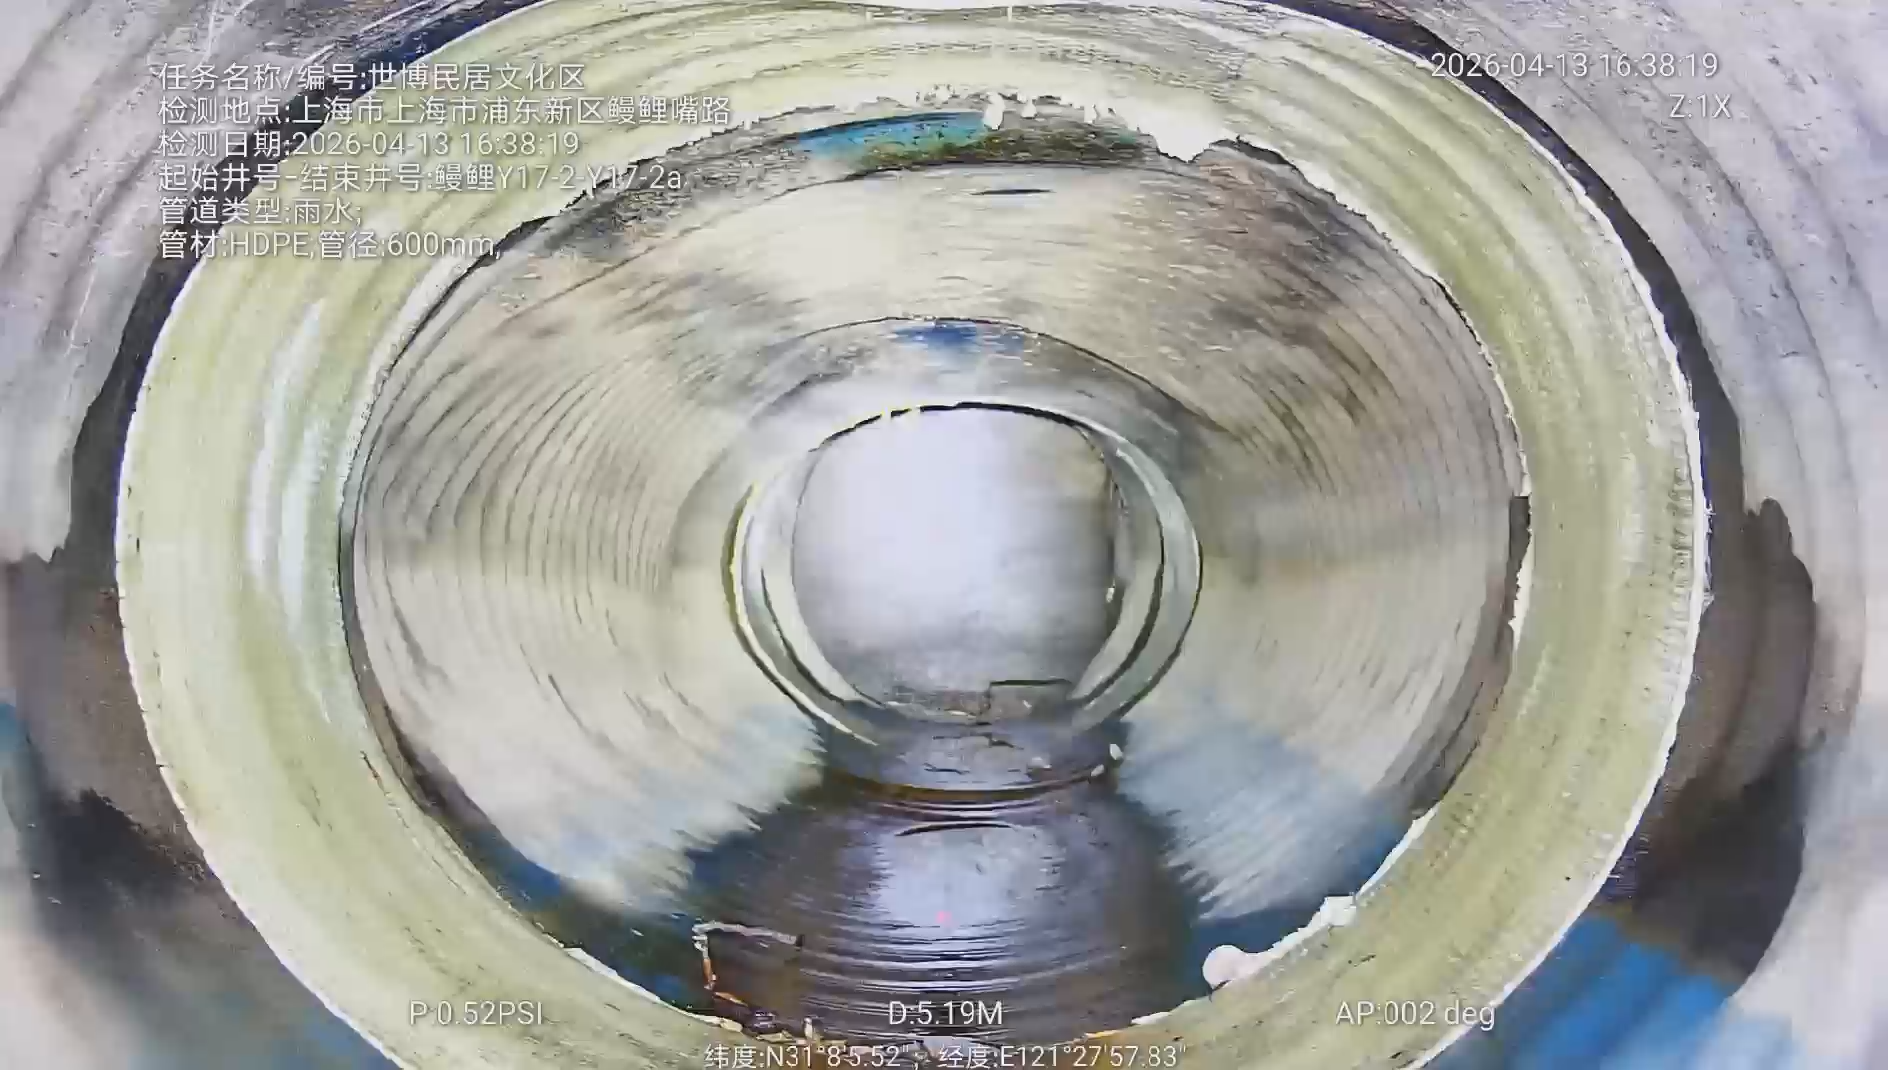 任务名称/编号:世博民居文化区
2026-04-13 16:38:19
Z:1X
检测地点:上海市上海市浦东新区鳗鲤嘴路
检测日期:2026-04-13 16:38:19
起始井号-结束井号:鳗鲤Y17-2-Y17-2a
管道类型:雨水;
管材:HDPE,管径:600mm,
P:0.52PSI
D:5.19M
AP:002 deg
纬度:N31°8'5.52", 经度:E121°27'57.83"